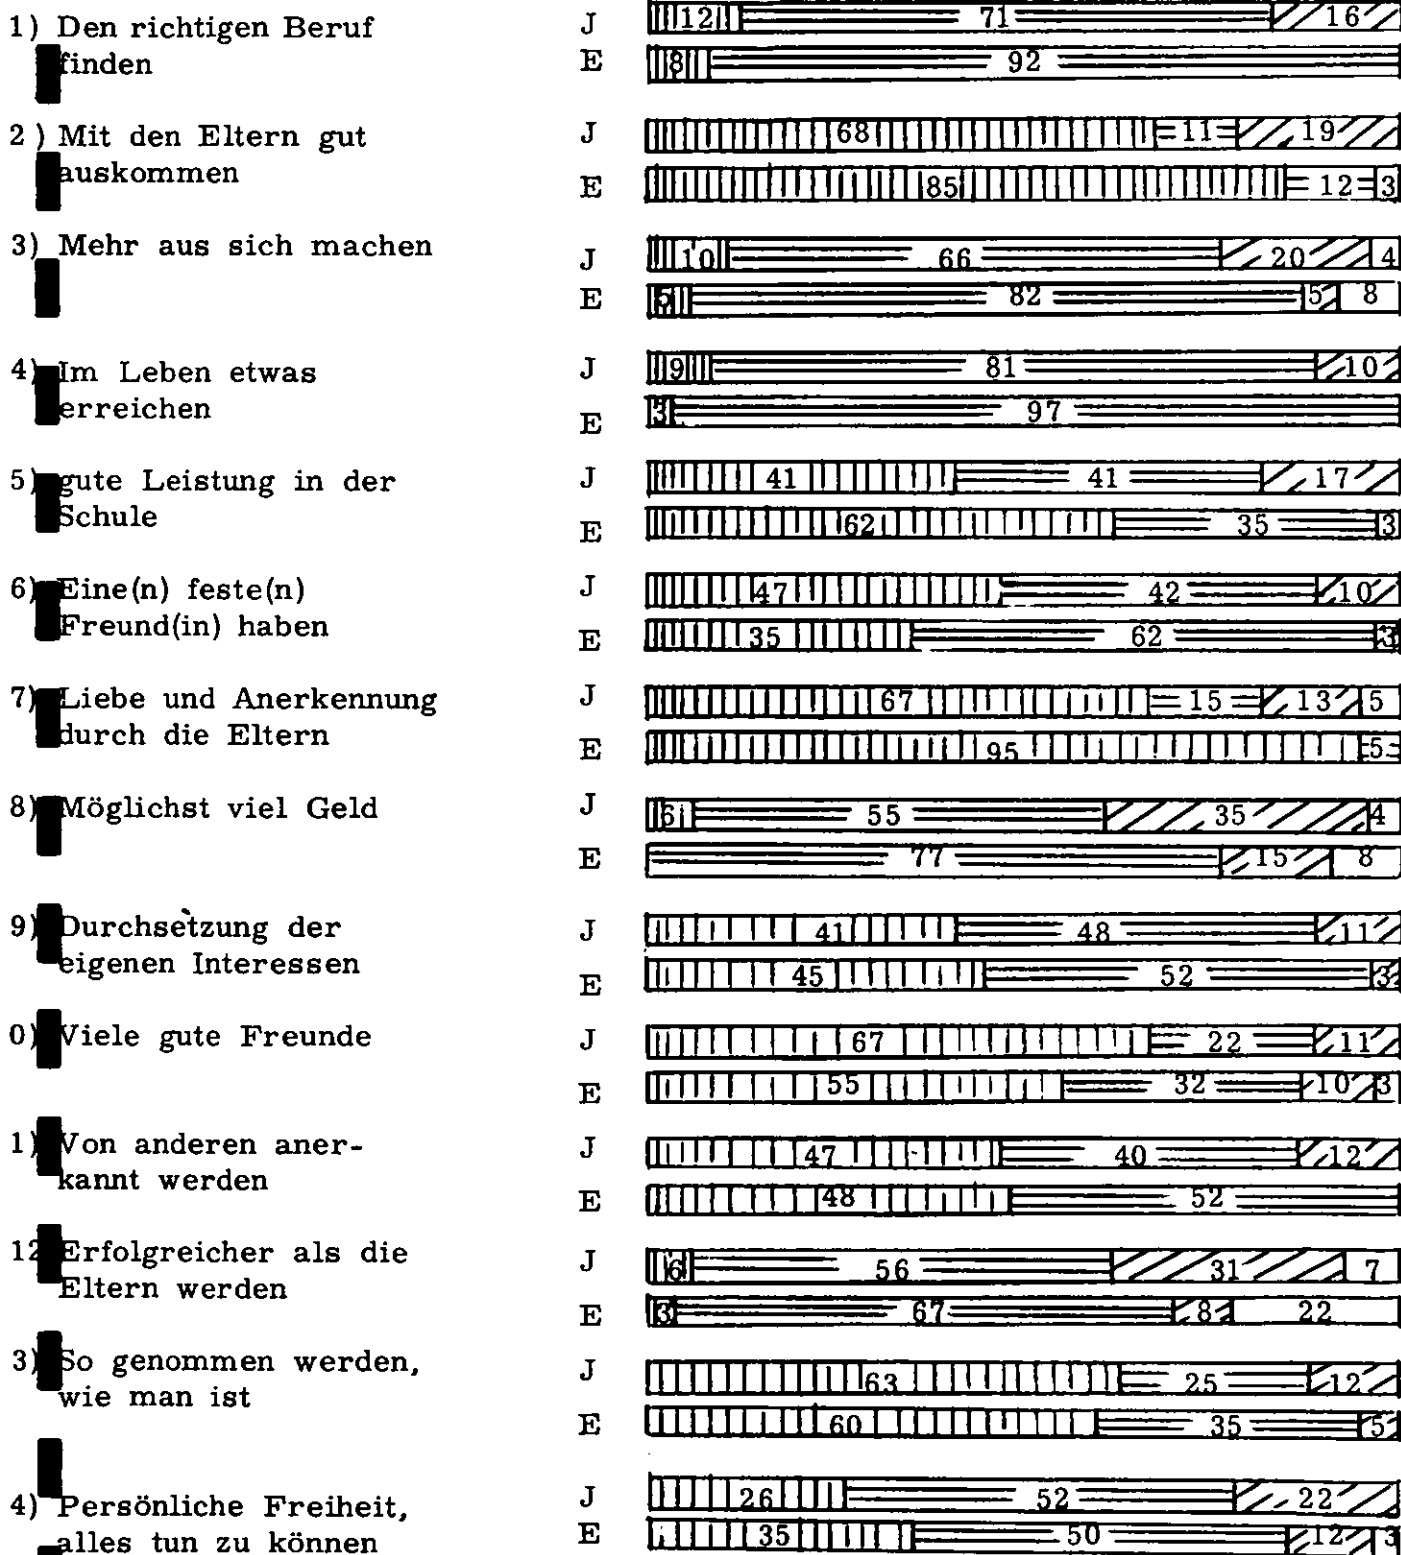 1) Den richtigen Beruf J 12 71 16
finden E 8 92
2 ) Mit den Eltern gut J 68 11 19
auskommen E 85 12 3
3) Mehr aus sich machen J 10 66 20 4
E 5 82 5 8
4) Im Leben etwas J 9 81 10
erreichen E 3 97
5) gute Leistung in der J 41 41 17
Schule E 62 35 3
6) Eine(n) feste(n) J 47 42 10
Freund(in) haben E 35 62 3
7) Liebe und Anerkennung J 67 15 13 5
durch die Eltern E 95 5
8) Möglichst viel Geld J 6 55 35 4
E 77 15 8
9) Durchsetzung der J 41 48 11
eigenen Interessen E 45 52 3
0) Viele gute Freunde J 67 22 11
E 55 32 10 3
1) Von anderen aner- J 47 40 12
kannt werden E 48 52
12 Erfolgreicher als die J 6 56 31 7
Eltern werden E 3 67 8 22
3) So genommen werden, J 63 25 12
wie man ist E 60 35 5
4) Persönliche Freiheit, J 26 52 22
alles tun zu können E 35 50 12 3